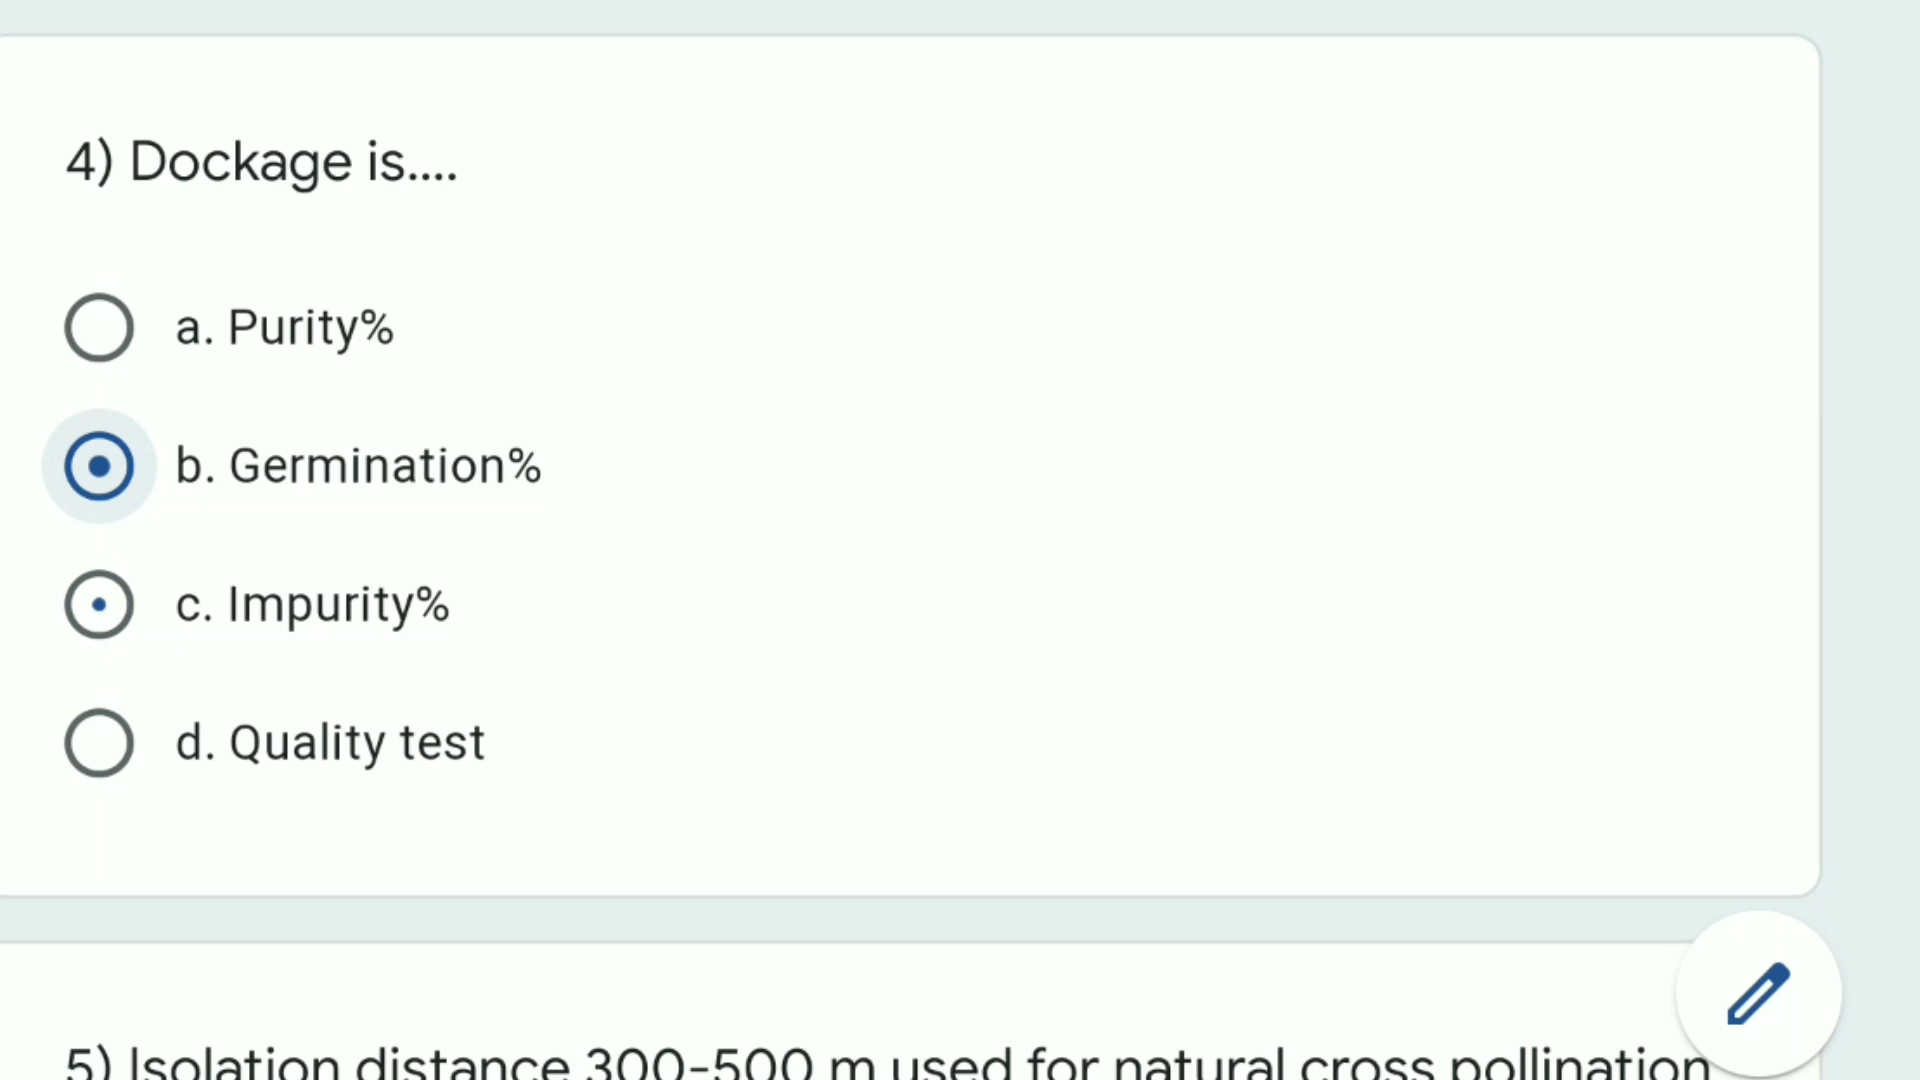 4) Dockage is....
a. Purity%
b. Germination%
c. Impurity%
d. Quality test
5) Isolation distance 300-500 m used for natural cross pollination